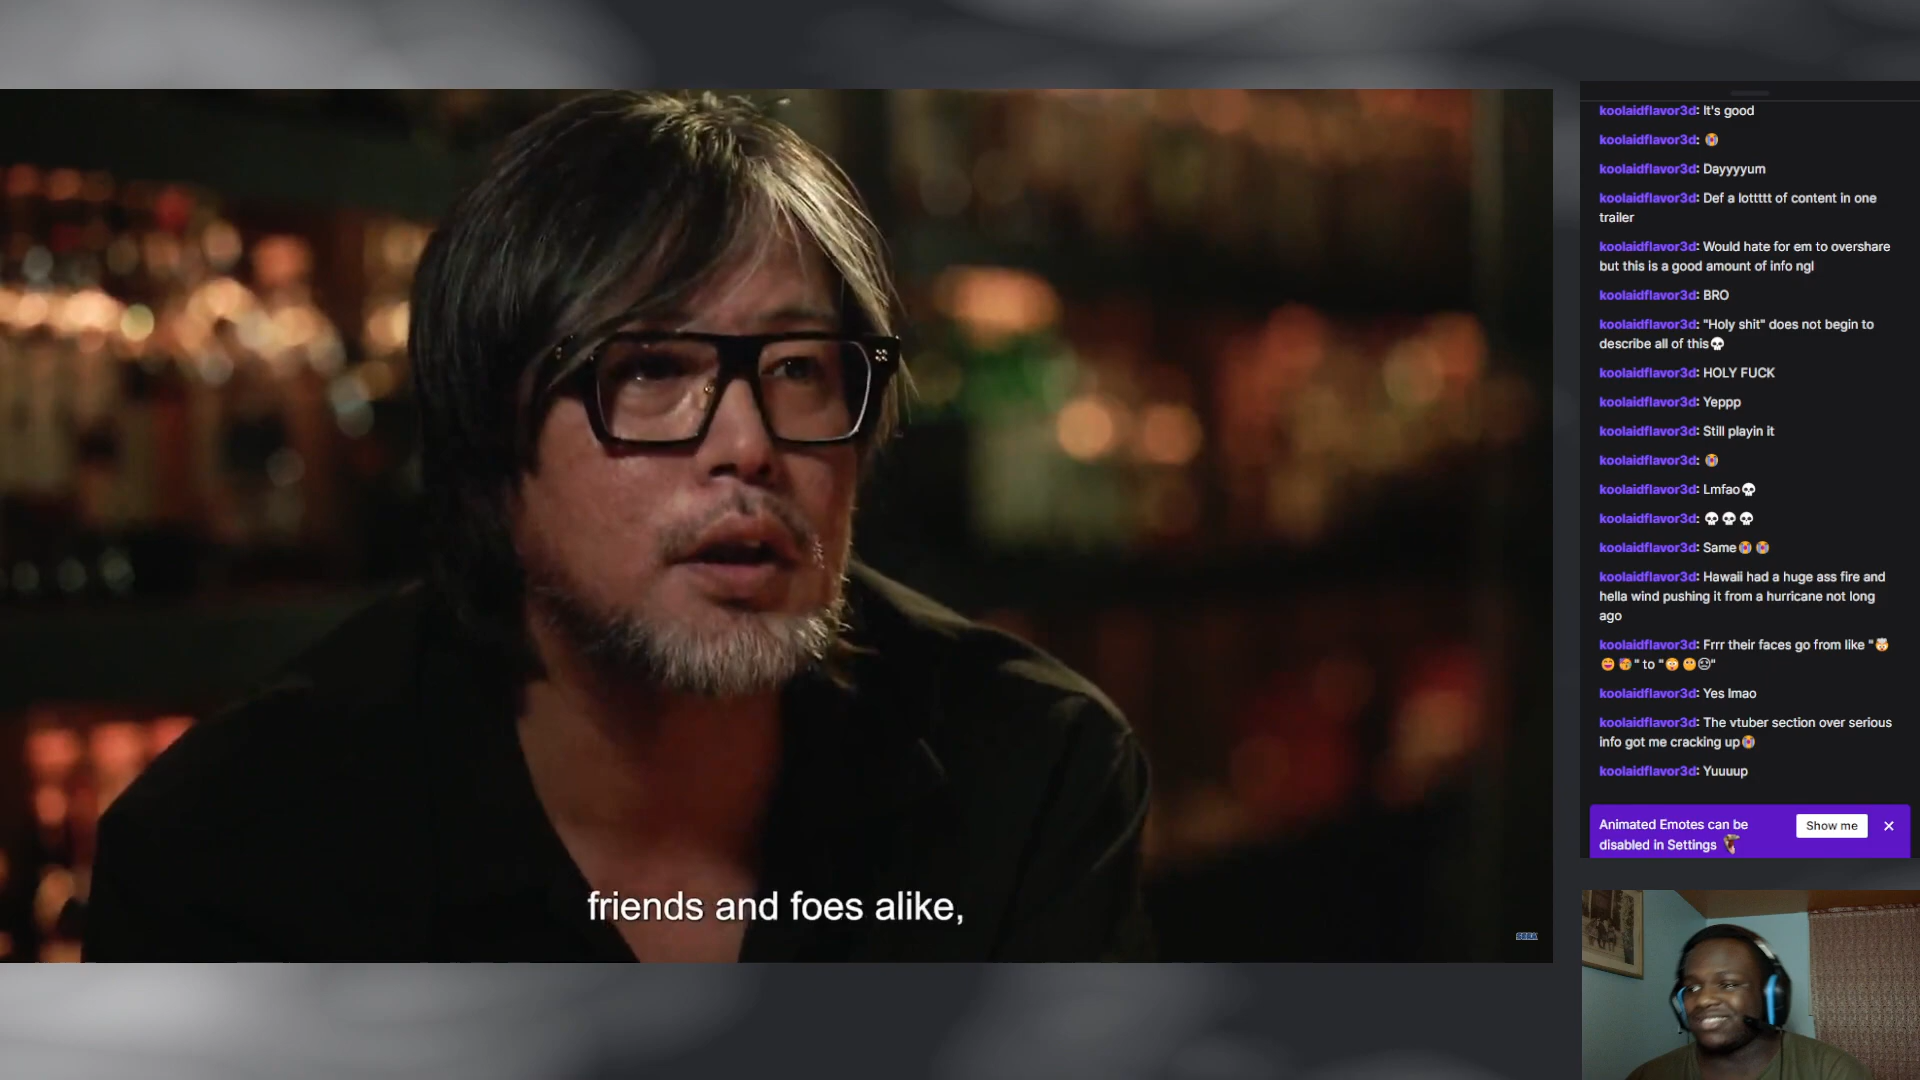 friends and foes alike,
SEGA
koolaidflavor3d: It's good
koolaidflavor3d: 😭
koolaidflavor3d: Dayyyyum
koolaidflavor3d: Def a lottttt of content in one
trailer
koolaidflavor3d: Would hate for em to overshare
but this is a good amount of info ngl
koolaidflavor3d: BRO
koolaidflavor3d: "Holy shit" does not begin to
describe all of this💀
koolaidflavor3d: HOLY FUCK
koolaidflavor3d: Yeppp
koolaidflavor3d: Still playin it
koolaidflavor3d: 😭
koolaidflavor3d: Lmfao💀
koolaidflavor3d: 💀💀💀
koolaidflavor3d: Same😭😭
koolaidflavor3d: Hawaii had a huge ass fire and
hella wind pushing it from a hurricane not long
ago
koolaidflavor3d: Frrr their faces go from like "
" to "
koolaidflavor3d: Yes lmao
koolaidflavor3d: The vtuber section over serious
info got me cracking up😭
koolaidflavor3d: Yuuuup
Animated Emotes can be
disabled in Settings
Show me